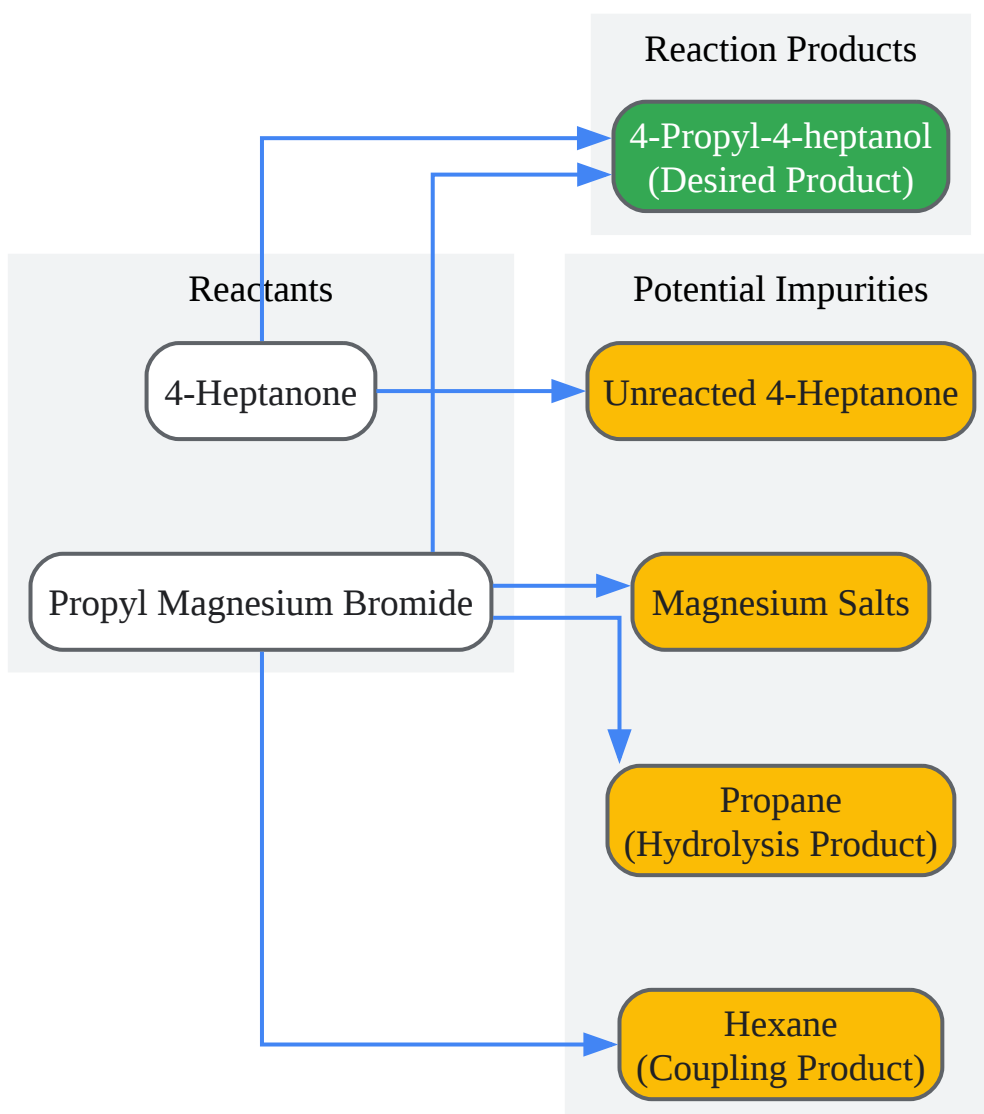 Reaction Products
4-Propyl-4-heptanol
(Desired Product)
Reactants
4-Heptanone
Propyl Magnesium Bromide
Potential Impurities
Unreacted 4-Heptanone
Magnesium Salts
Propane
(Hydrolysis Product)
Hexane
(Coupling Product)